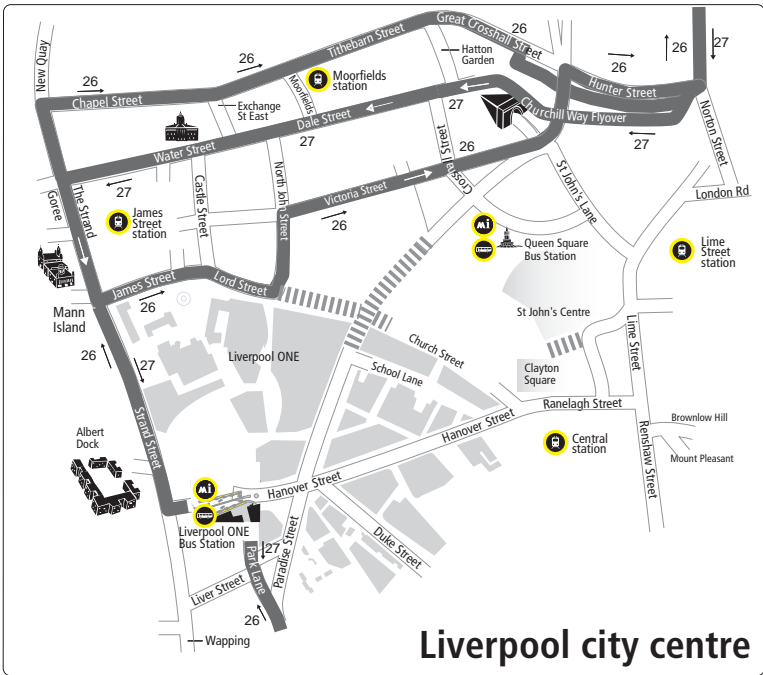 26
Great Crosshall Street
26
27
New Quay
Tithebarn Street
Hatton
Garden
26
26
26
Moorfields
station
Moorfields
Hunter Street
Chapel Street
Exchange
St East
Dale Street
27
27
Churchill Way Flyover
27
Norton Street
Water Street
26
Crosshall Street
St John's Lane
27
Castle Street
North John Street
Victoria Street
26
London Rd
Goree
The Strand
James
Street
station
Mi
Queen Square
Bus Station
Lime
Street
station
James Street
26
Lord Street
Mann
Island
St John's Centre
26
27
Liverpool ONE
Church Street
School Lane
Clayton
Square
Lime Street
Strand Street
Ranelagh Street
Brownlow Hill
Hanover Street
Renshaw Street
Mount Pleasant
Albert
Dock
Central
station
Mi
Hanover Street
Liverpool ONE
Bus Station
27
Park Lane
Paradise Street
Duke Street
Liver Street
26
Wapping
Liverpool city centre